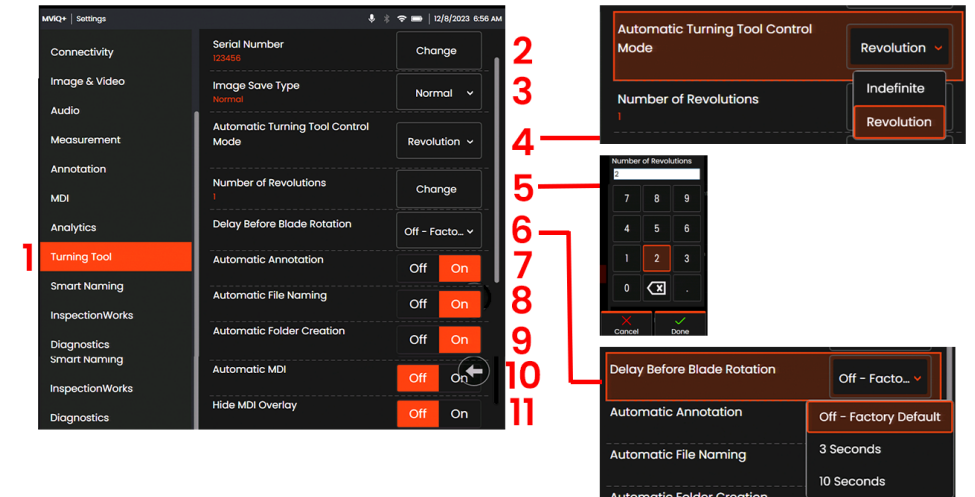 MViQ+ | Settings
12/8/2023 6:56 AM
Connectivity
Image & Video
Audio
Measurement
Annotation
MDI
Analytics
1
Turning Tool
Smart Naming
InspectionWorks
Diagnostics
Smart Naming
InspectionWorks
Diagnostics
Serial Number
123456
Change
2
Image Save Type
Normal
Normal
3
Automatic Turning Tool Control
Mode
Revolution
4
Number of Revolutions
1
Change
5
Delay Before Blade Rotation
Off - Facto...
6
Automatic Annotation
Off On
7
Automatic File Naming
Off On
8
Automatic Folder Creation
Off On
9
Automatic MDI
Off On
10
Hide MDI Overlay
Off On
11
Automatic Turning Tool Control
Mode
Revolution
Indefinite
Revolution
Number of Revolutions
1
Number of Revolutions
2
7 8 9
4 5 6
1 2 3
0 .
Cancel Done
Delay Before Blade Rotation
Off - Facto...
Automatic Annotation
Off - Factory Default
Automatic File Naming
3 Seconds
10 Seconds
Automatic Folder Creation